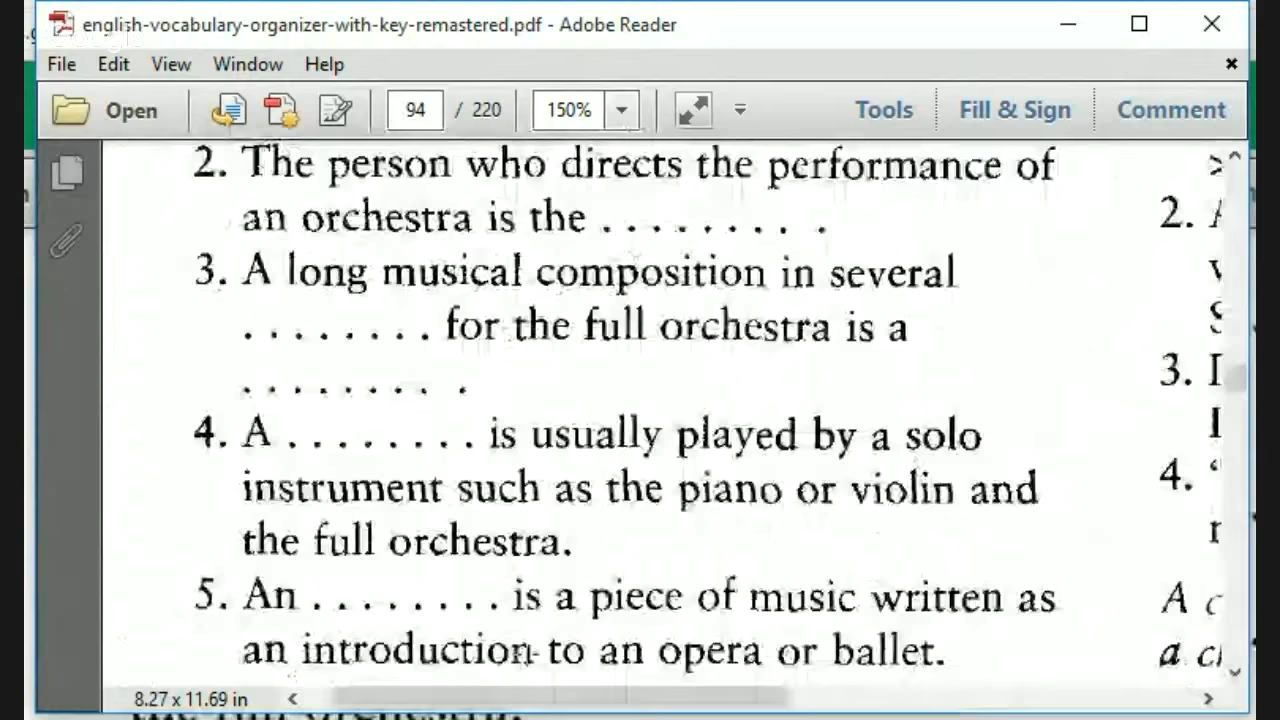 english-vocabulary-organizer-with-key-remastered.pdf - Adobe Reader
File Edit View Window Help
Open 94 / 220 150% Tools Fill & Sign Comment
2. The person who directs the performance of
an orchestra is the . . . . . . . . .
3. A long musical composition in several
. . . . . . . . for the full orchestra is a
. . . . . . . . .
4. A . . . . . . . . is usually played by a solo
instrument such as the piano or violin and
the full orchestra.
5. An . . . . . . . . is a piece of music written as
an introduction to an opera or ballet.
2.
3.
4.
A
a
8.27 x 11.69 in